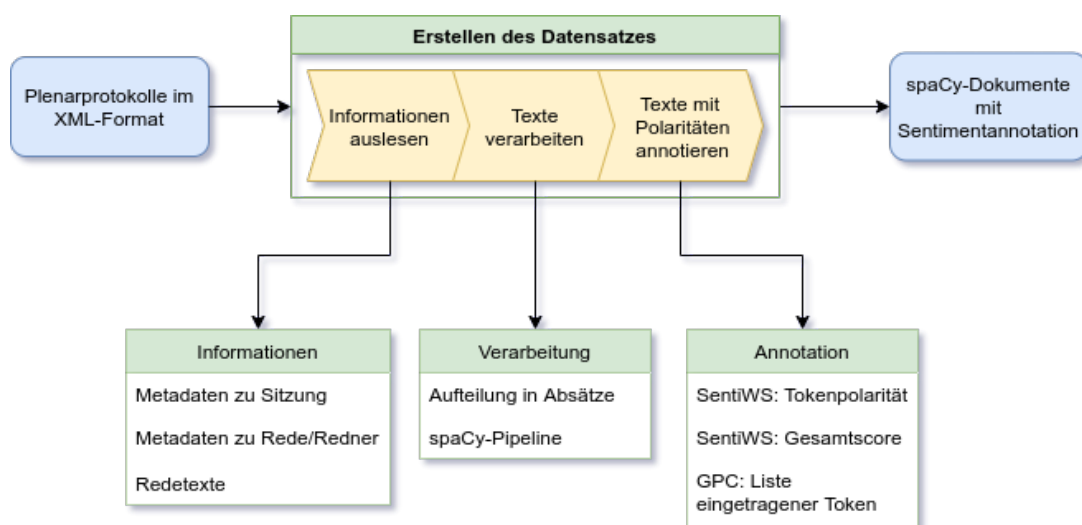 Erstellen des Datensatzes
Plenarprotokolle im
XML-Format
Informationen
auslesen
Texte
verarbeiten
Texte mit
Polaritäten
annotieren
spaCy-Dokumente
mit
Sentimentannotation
Informationen
Metadaten zu Sitzung
Metadaten zu Rede/Redner
Redetexte
Verarbeitung
Aufteilung in Absätze
spaCy-Pipeline
Annotation
SentiWS: Tokenpolarität
SentiWS: Gesamtscore
GPC: Liste
eingetragener Token